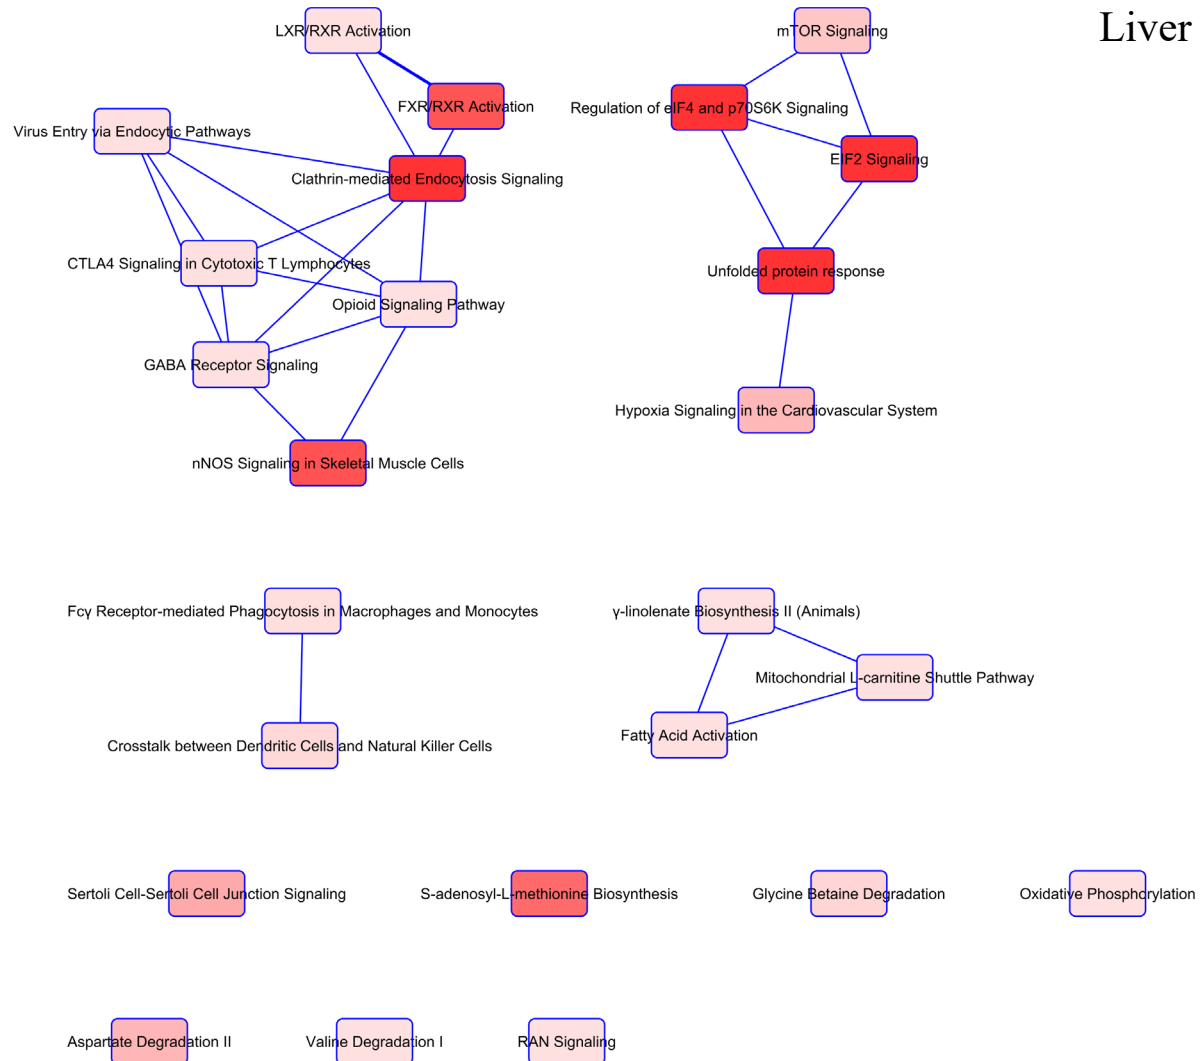 Liver
LXR/RXR Activation
mTOR Signaling
FXR/RXR Activation
Regulation of eIF4 and p70S6K Signaling
Virus Entry via Endocytic Pathways
EIF2 Signaling
Clathrin-mediated Endocytosis Signaling
CTLA4 Signaling in Cytotoxic T Lymphocytes
Unfolded protein response
Opioid Signaling Pathway
GABA Receptor Signaling
Hypoxia Signaling in the Cardiovascular System
nNOS Signaling in Skeletal Muscle Cells
Fcγ Receptor-mediated Phagocytosis in Macrophages and Monocytes
γ-linolenate Biosynthesis II (Animals)
Mitochondrial L-carnitine Shuttle Pathway
Fatty Acid Activation
Crosstalk between Dendritic Cells and Natural Killer Cells
Sertoli Cell-Sertoli Cell Junction Signaling
S-adenosyl-L-methionine Biosynthesis
Glycine Betaine Degradation
Oxidative Phosphorylation
Aspartate Degradation II
Valine Degradation I
RAN Signaling